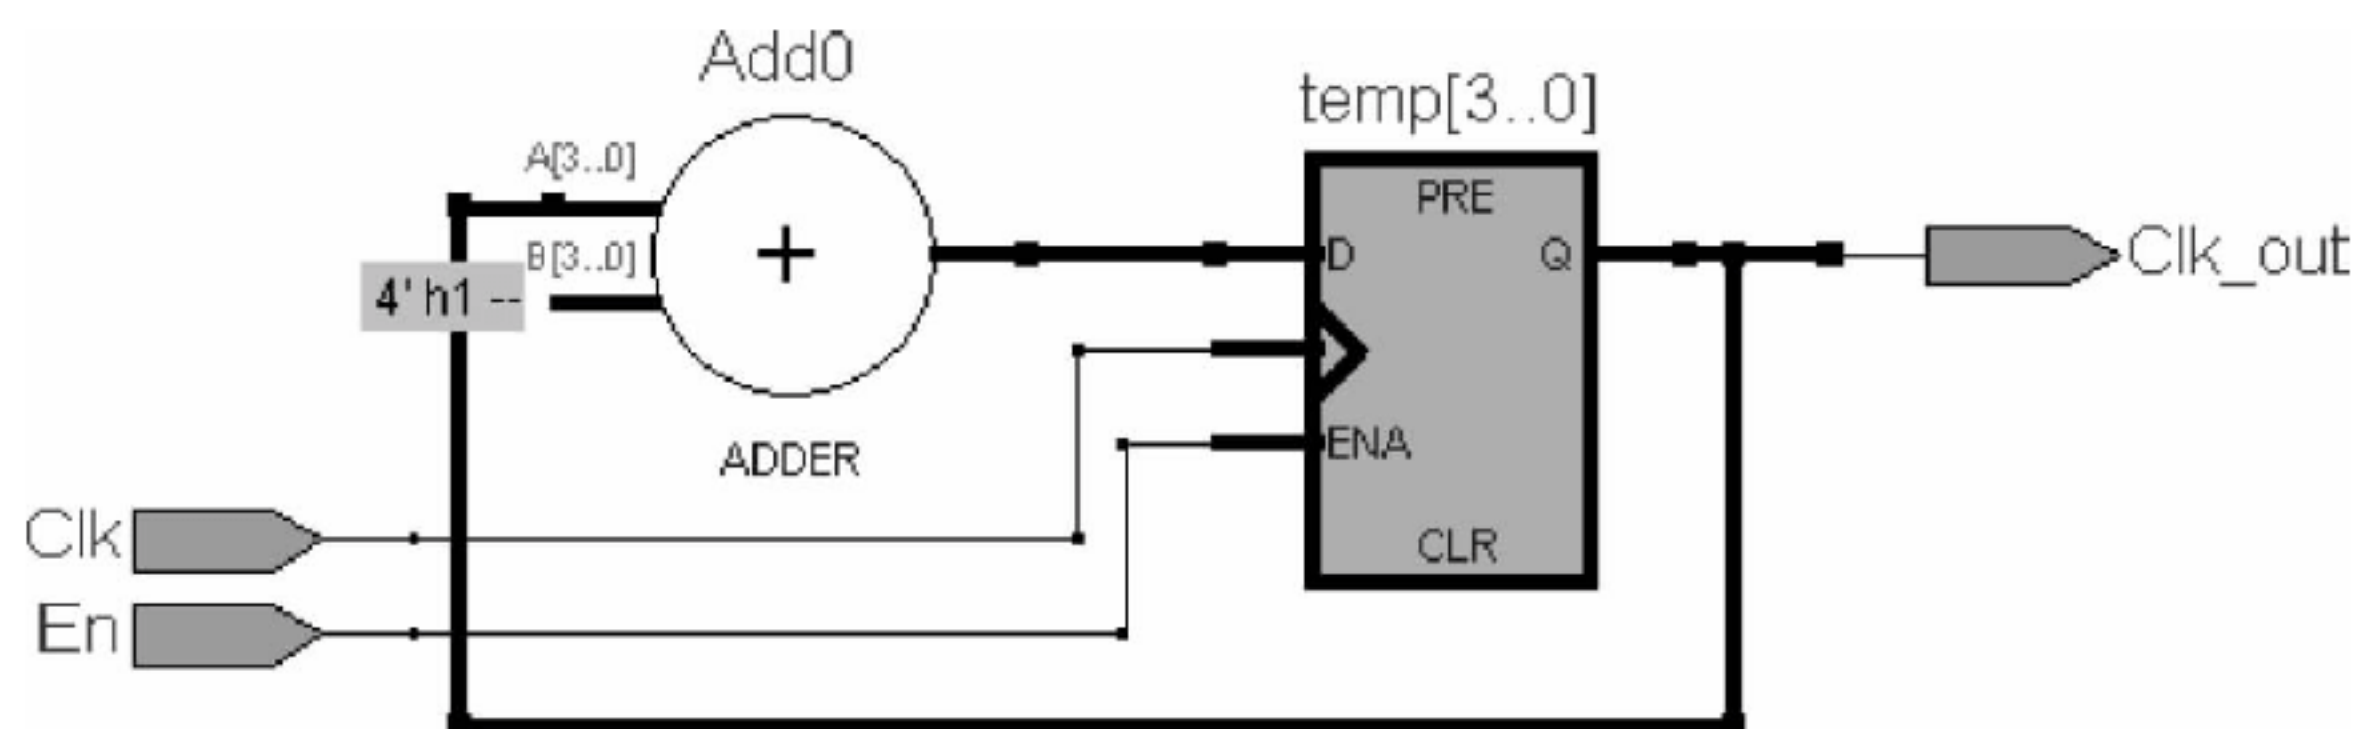 Add0
temp[3..0]
A[3..0]
PRE
B[3..0]
D
Q
Clk_out
4' h1 --
ENA
ADDER
Clk
CLR
En